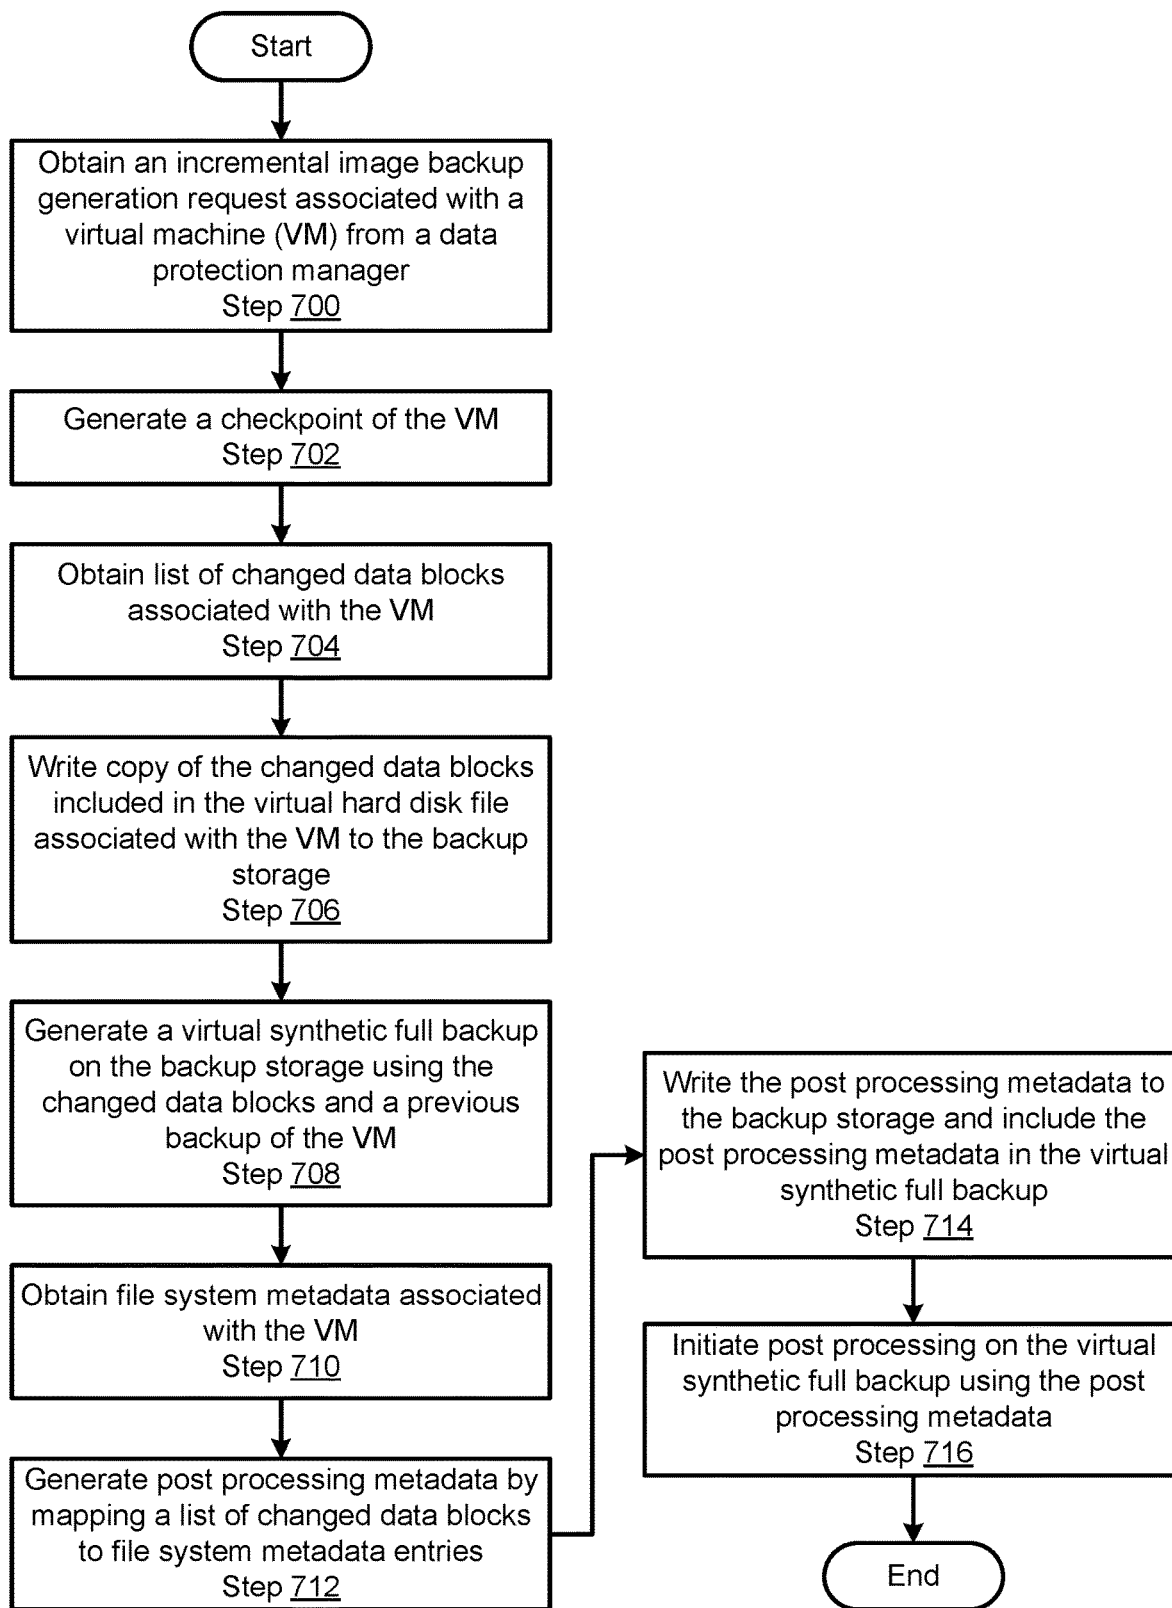 Start
Obtain an incremental image backup
generation request associated with a
virtual machine (VM) from a data
protection manager
Step 700
Generate a checkpoint of the VM
Step 702
Obtain list of changed data blocks
associated with the VM
Step 704
Write copy of the changed data blocks
included in the virtual hard disk file
associated with the VM to the backup
storage
Step 706
Generate a virtual synthetic full backup
on the backup storage using the
changed data blocks and a previous
backup of the VM
Step 708
Obtain file system metadata associated
with the VM
Step 710
Generate post processing metadata by
mapping a list of changed data blocks
to file system metadata entries
Step 712
Write the post processing metadata to
the backup storage and include the
post processing metadata in the virtual
synthetic full backup
Step 714
Initiate post processing on the virtual
synthetic full backup using the post
processing metadata
Step 716
End